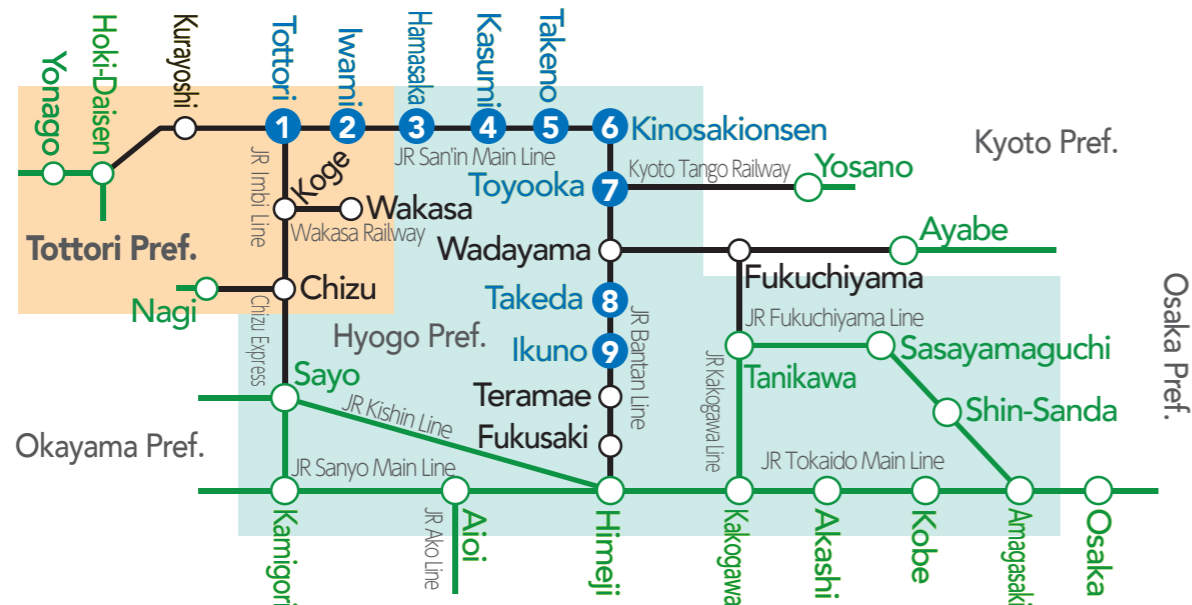 Yonago
Hoki-Daisen
Kurayoshi
Tottori
Iwami
Hamasaka
Kasumi
Takeno
1
2
3
4
5
6
Kinosakionsen
JR San'in Main Line
Kyoto Pref.
Kyoto Tango Railway
Yosano
Toyooka
7
JR Imbi Line
Koge
Wakasa
Wakasa Railway
Tottori Pref.
Wadayama
Ayabe
Fukuchiyama
Nagi
Chizu
Takeda
8
Osaka Pref.
Chizu Express
Hyogo Pref.
JR Bantan Line
JR Fukuchiyama Line
Ikuno
9
Sasayamaguchi
Tanikawa
Sayo
JR Kishin Line
Teramae
JR Kakogawa Line
Shin-Sanda
Okayama Pref.
Fukusaki
JR Sanyo Main Line
JR Tokaido Main Line
Kamigori
JR Ako Line
Aioi
Himeji
Kakogawa
Akashi
Kobe
Amagasaki
Osaka